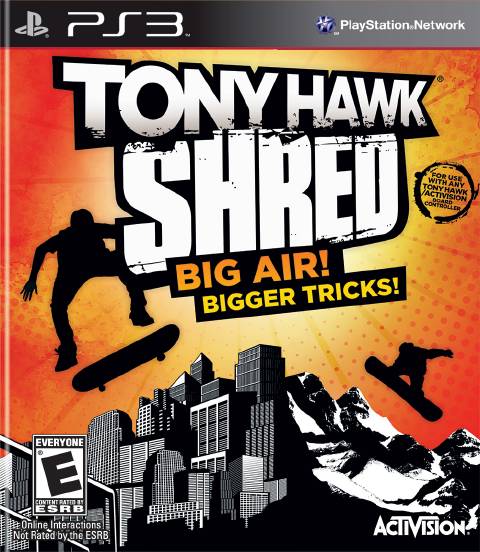 PS3
PlayStation®Network
TONY HAWK®
SHRED
FOR USE
WITH ANY
TONY HAWK
/ACTIVISION
BOARD
CONTROLLER
BIG AIR!
BIGGER TRICKS!
EVERYONE
E
CONTENT RATED BY
ESRB
Online Interactions
Not Rated by the ESRB
ACTIVISION